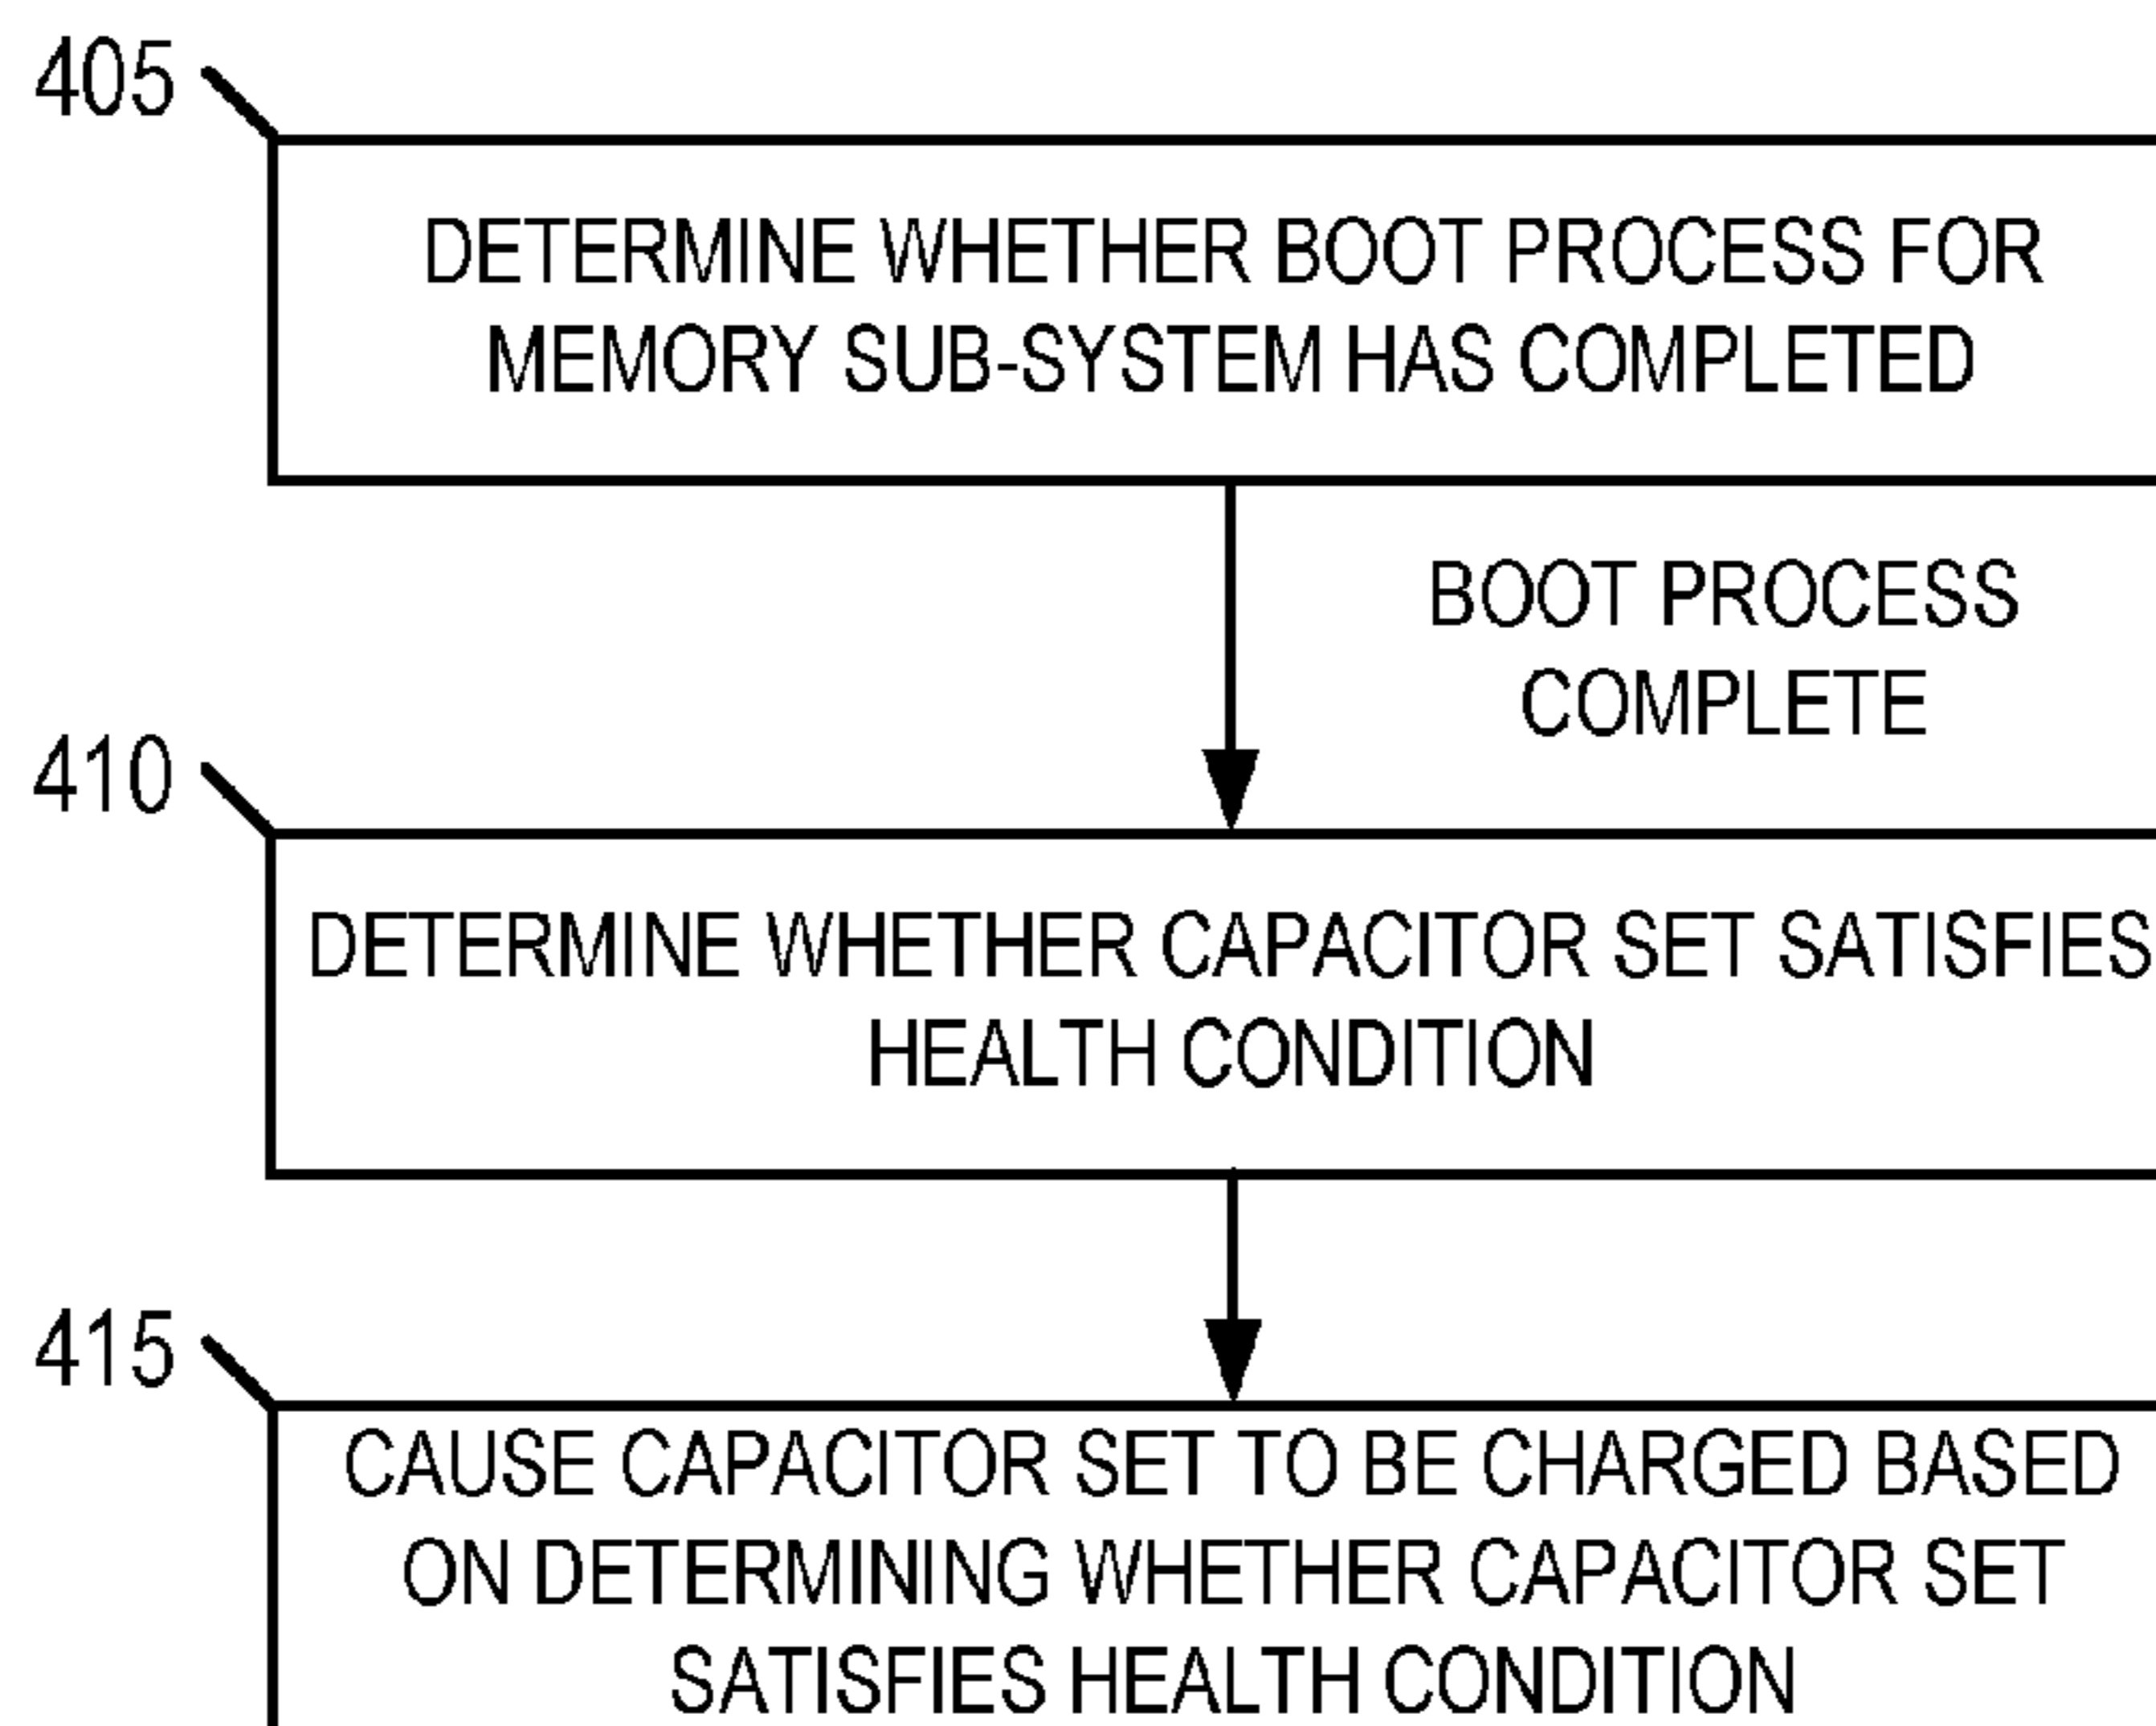 405
DETERMINE WHETHER BOOT PROCESS FOR
MEMORY SUB-SYSTEM HAS COMPLETED
BOOT PROCESS
COMPLETE
410
DETERMINE WHETHER CAPACITOR SET SATISFIES
HEALTH CONDITION
415
CAUSE CAPACITOR SET TO BE CHARGED BASED
ON DETERMINING WHETHER CAPACITOR SET
SATISFIES HEALTH CONDITION